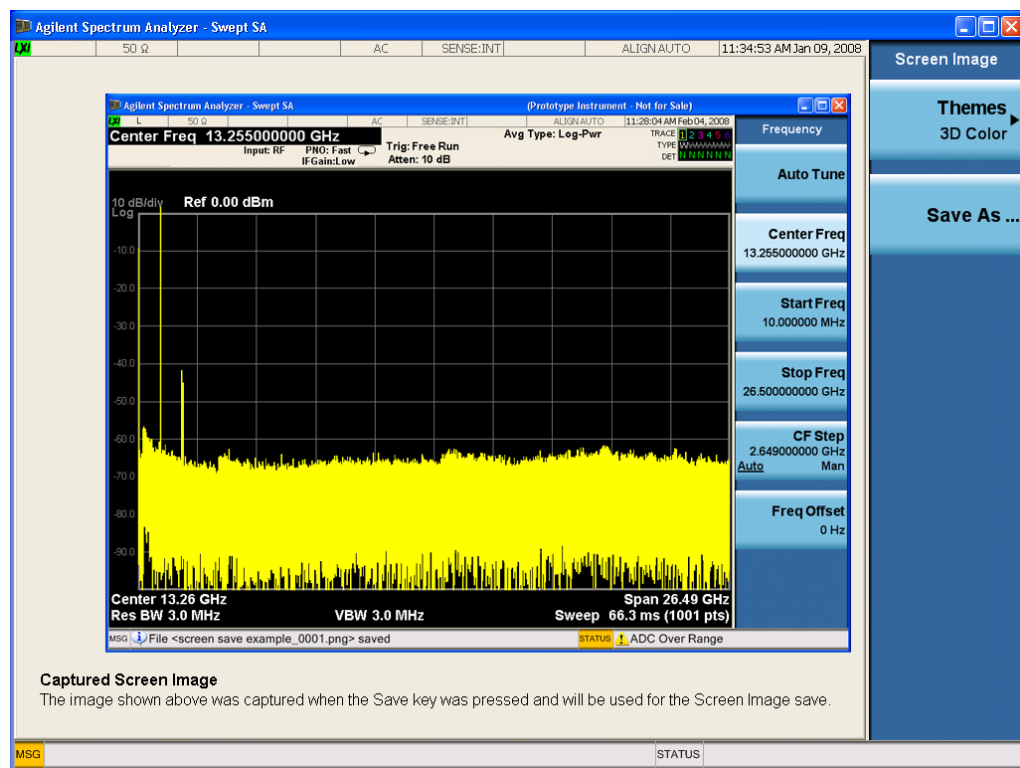 Agilent Spectrum Analyzer - Swept SA
LXI 50 Ω AC SENSE:INT ALIGN AUTO 11:34:53 AM Jan 09, 2008
Screen Image
Themes
3D Color
Save As ...
Agilent Spectrum Analyzer - Swept SA (Prototype Instrument - Not for Sale)
LXI L 50 Ω AC SENSE:INT ALIGN AUTO 11:28:04 AM Feb 04, 2008
Center Freq 13.255000000 GHz
Input: RF PNO: Fast
IFGain:Low
Trig: Free Run
Atten: 10 dB
Avg Type: Log-Pwr
TRACE 1 2 3 4 5 6
TYPE WWWWWW
DET N N N N N N
Frequency
Auto Tune
Center Freq
13.255000000 GHz
Start Freq
10.000000 MHz
Stop Freq
26.500000000 GHz
CF Step
2.649000000 GHz
Auto Man
Freq Offset
0 Hz
10 dB/div Ref 0.00 dBm
Log
-10.0
-20.0
-30.0
-40.0
-50.0
-60.0
-70.0
-80.0
-90.0
Center 13.26 GHz Span 26.49 GHz
Res BW 3.0 MHz VBW 3.0 MHz Sweep 66.3 ms (1001 pts)
MSG File <screen save example_0001.png> saved STATUS ADC Over Range
Captured Screen Image
The image shown above was captured when the Save key was pressed and will be used for the Screen Image save.
MSG STATUS